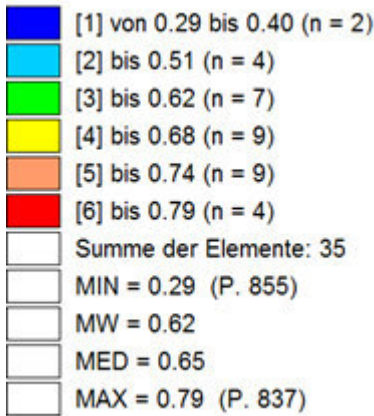 [1] von 0.29 bis 0.40 (n = 2)
[2] bis 0.51 (n = 4)
[3] bis 0.62 (n = 7)
[4] bis 0.68 (n = 9)
[5] bis 0.74 (n = 9)
[6] bis 0.79 (n = 4)
Summe der Elemente: 35
MIN = 0.29 (P. 855)
MW = 0.62
MED = 0.65
MAX = 0.79 (P. 837)